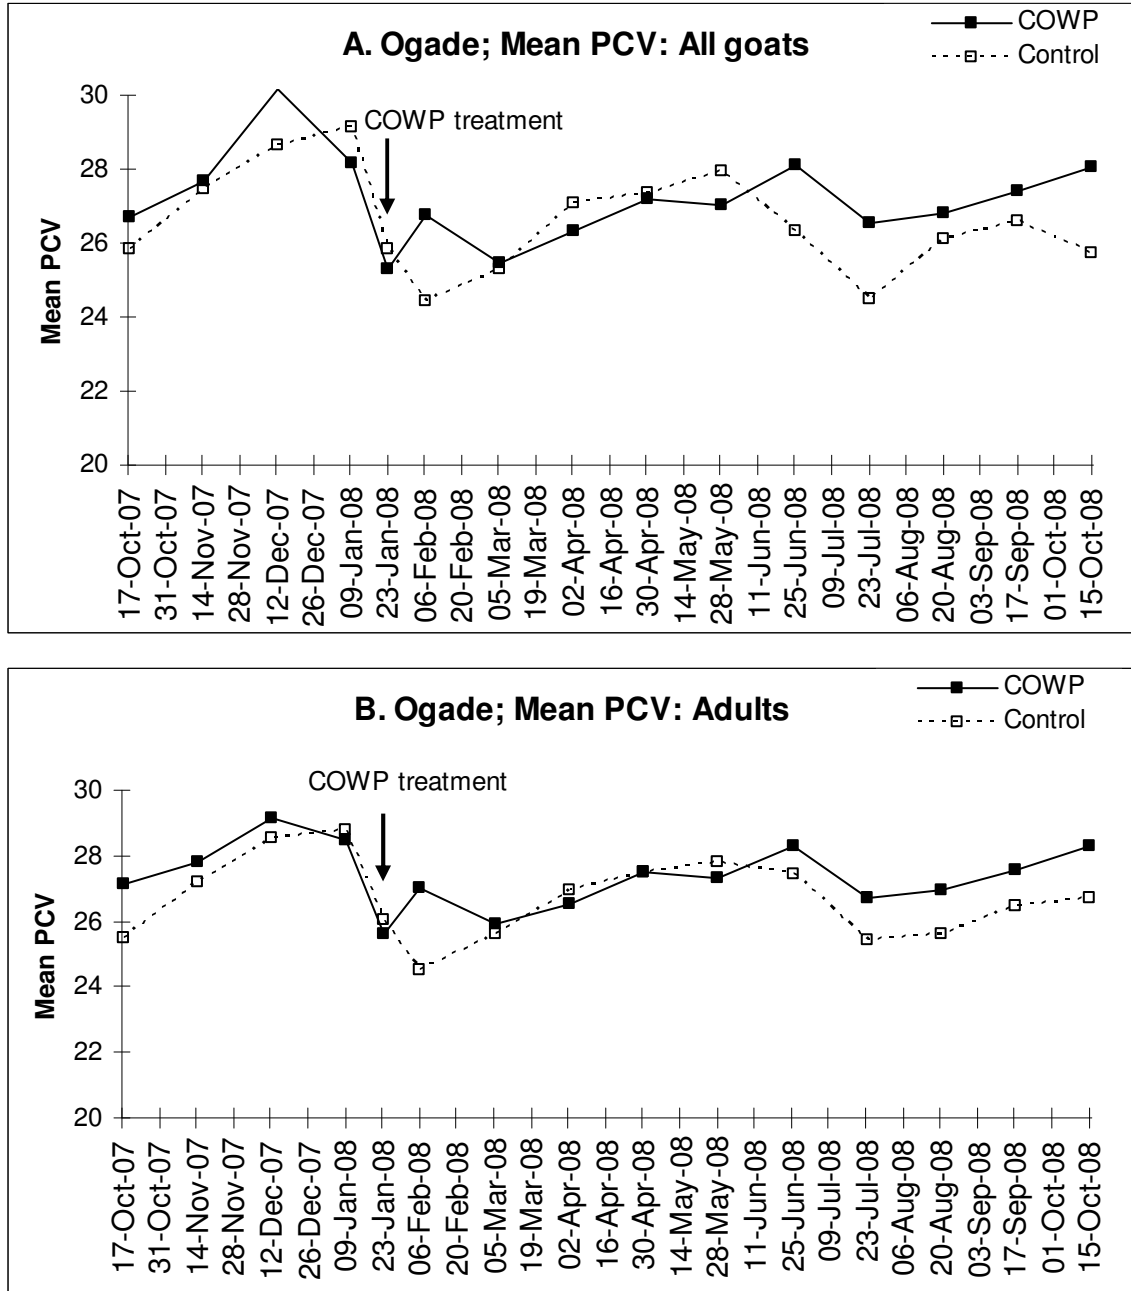 A. Ogade; Mean PCV: All goats
COWP
Control
COWP treatment
Mean PCV
30
28
26
24
22
20
17-Oct-07
31-Oct-07
14-Nov-07
28-Nov-07
12-Dec-07
26-Dec-07
09-Jan-08
23-Jan-08
06-Feb-08
20-Feb-08
05-Mar-08
19-Mar-08
02-Apr-08
16-Apr-08
30-Apr-08
14-May-08
28-May-08
11-Jun-08
25-Jun-08
09-Jul-08
23-Jul-08
06-Aug-08
20-Aug-08
03-Sep-08
17-Sep-08
01-Oct-08
15-Oct-08
B. Ogade; Mean PCV: Adults
COWP
Control
COWP treatment
Mean PCV
30
28
26
24
22
20
17-Oct-07
31-Oct-07
14-Nov-07
28-Nov-07
12-Dec-07
26-Dec-07
09-Jan-08
23-Jan-08
06-Feb-08
20-Feb-08
05-Mar-08
19-Mar-08
02-Apr-08
16-Apr-08
30-Apr-08
14-May-08
28-May-08
11-Jun-08
25-Jun-08
09-Jul-08
23-Jul-08
06-Aug-08
20-Aug-08
03-Sep-08
17-Sep-08
01-Oct-08
15-Oct-08